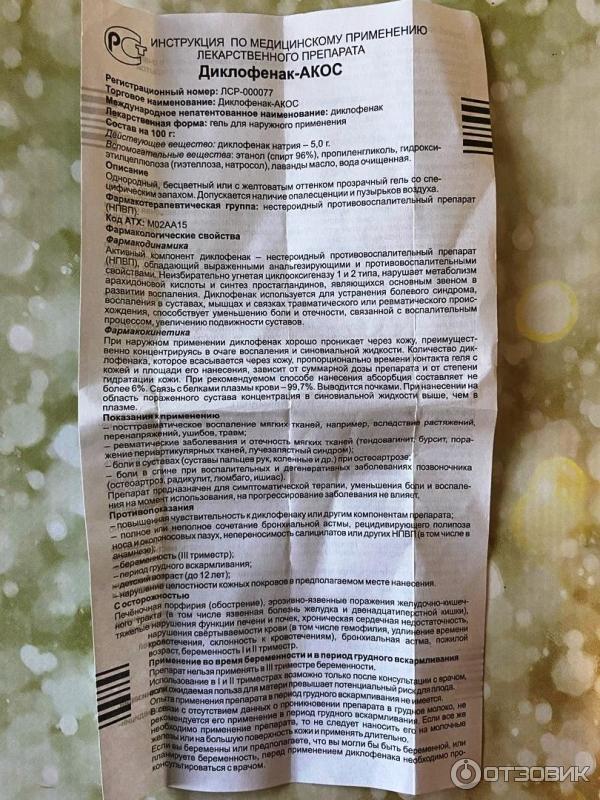 РСТ
ИНСТРУКЦИЯ ПО МЕДИЦИНСКОМУ ПРИМЕНЕНИЮ
ЛЕКАРСТВЕННОГО ПРЕПАРАТА
Диклофенак-АКОС
Регистрационный номер: ЛСР-000077
Торговое наименование: Диклофенак-АКОС
Международное непатентованное наименование: диклофенак
Лекарственная форма: гель для наружного применения
Состав на 100 г:
Действующее вещество: диклофенак натрия – 5,0 г.
Вспомогательные вещества: этанол (спирт 96%), пропиленгликоль, гидрокси-
этилцеллюлоза (гиэтеллоза, натросол), лаванды масло, вода очищенная.
Описание
Однородный, бесцветный или с желтоватым оттенком прозрачный гель со спе-
цифическим запахом. Допускается наличие опалесценции и пузырьков воздуха.
Фармакотерапевтическая группа: нестероидный противовоспалительный препарат
(НПВП).
Код АТХ: М02АА15
Фармакологические свойства
Фармакодинамика
Активный компонент диклофенак – нестероидный противовоспалительный препарат
(НПВП), обладающий выраженными анальгезирующими и противовоспалительными
свойствами. Неизбирательно угнетая циклооксигеназу 1 и 2 типа, нарушает метаболизм
арахидоновой кислоты и синтез простагландинов, являющихся основным звеном в
развитии воспаления. Диклофенак используется для устранения болевого синдрома,
воспаления в суставах, мышцах и связках травматического или ревматического проис-
хождения, способствует уменьшению боли и отечности, связанной с воспалительным
процессом, увеличению подвижности суставов.
Фармакокинетика
При наружном применении диклофенак хорошо проникает через кожу, преимущест-
венно концентрируясь в очаге воспаления и синовиальной жидкости. Количество дик-
лофенака, которое всасывается через кожу, пропорционально времени контакта геля с
кожей и площади его нанесения, зависит от суммарной дозы препарата и от степени
гидратации кожи. При рекомендуемом способе нанесения абсорбция составляет не
более 6%. Связь с белками плазмы крови – 99,7%. Выводится почками. При нанесении на
область пораженного сустава концентрация в синовиальной жидкости выше, чем в
плазме.
Показания к применению
– посттравматическое воспаление мягких тканей, например, вследствие растяжений,
перенапряжений, ушибов, травм;
– ревматические заболевания и отечность мягких тканей (тендовагинит, бурсит, пора-
жение периартикулярных тканей, лучезапястный синдром);
– боли в суставах (суставы пальцев рук, коленные и др.) при остеоартрозе;
– боли в спине при воспалительных и дегенеративных заболеваниях позвоночника
(остеоартроз, радикулит, люмбаго, ишиас).
Препарат предназначен для симптоматической терапии, уменьшения боли и воспале-
ния на момент использования, на прогрессирование заболевания не влияет.
Противопоказания
– повышенная чувствительность к диклофенаку или другим компонентам препарата;
– полное или неполное сочетание бронхиальной астмы, рецидивирующего полипоза
носа и околоносовых пазух, непереносимость салицилатов или других НПВП (в том числе в
анамнезе);
– беременность (III триместр);
– период грудного вскармливания;
– детский возраст (до 12 лет);
– нарушение целостности кожных покровов в предполагаемом месте нанесения.
С осторожностью
Печёночная порфирия (обострение), эрозивно-язвенные поражения желудочно-кишеч-
ного тракта (в том числе язвенная болезнь желудка и двенадцатиперстной кишки),
тяжелые нарушения функции печени и почек, хроническая сердечная недостаточность,
нарушения свёртываемости крови (в том числе гемофилия, удлинение времени
кровотечения, склонность к кровотечениям), бронхиальная астма, пожилой
возраст, беременность I и II триместр.
Применение во время беременности и в период грудного вскармливания
Препарат нельзя применять в III триместре беременности.
Использование в I и II триместрах возможно только после консультации с врачом,
если ожидаемая польза для матери превышает потенциальный риск для плода.
Опыта применения препарата в период грудного вскармливания не имеется.
В связи с отсутствием данных о проникновении препарата в грудное молоко, не
рекомендуется его применение в период грудного вскармливания. Если все же
необходимо применение препарата, то не следует наносить его на молочные
железы или на большую поверхность кожи и применять длительно.
Если вы беременны или предполагаете, что вы могли бы быть беременной, или
планируете беременность, перед применением диклофенака необходимо про-
консультироваться с врачом.
ОТЗОВИК